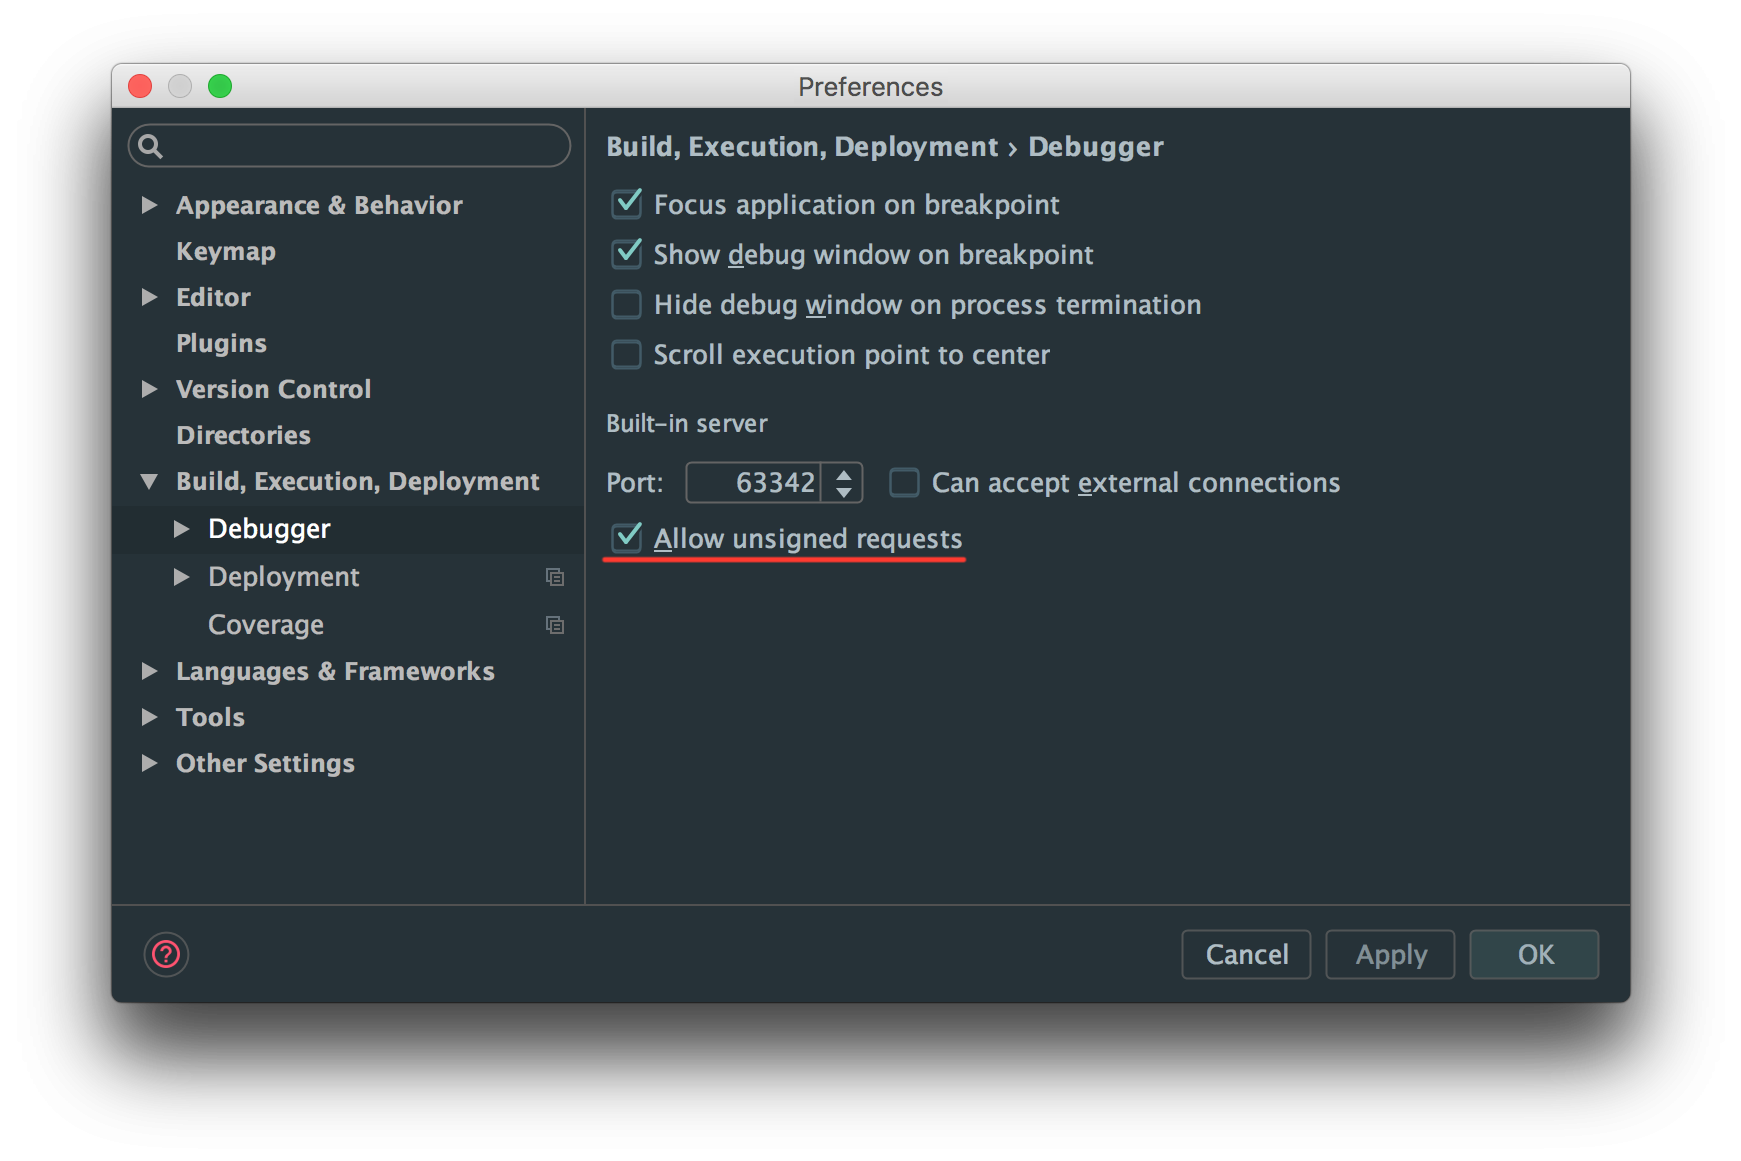 Preferences
Appearance & Behavior
Keymap
Editor
Plugins
Version Control
Directories
Build, Execution, Deployment
Debugger
Deployment
Coverage
Languages & Frameworks
Tools
Other Settings
Build, Execution, Deployment › Debugger
Focus application on breakpoint
Show debug window on breakpoint
Hide debug window on process termination
Scroll execution point to center
Built-in server
Port: 63342 Can accept external connections
Allow unsigned requests
?
Cancel Apply OK